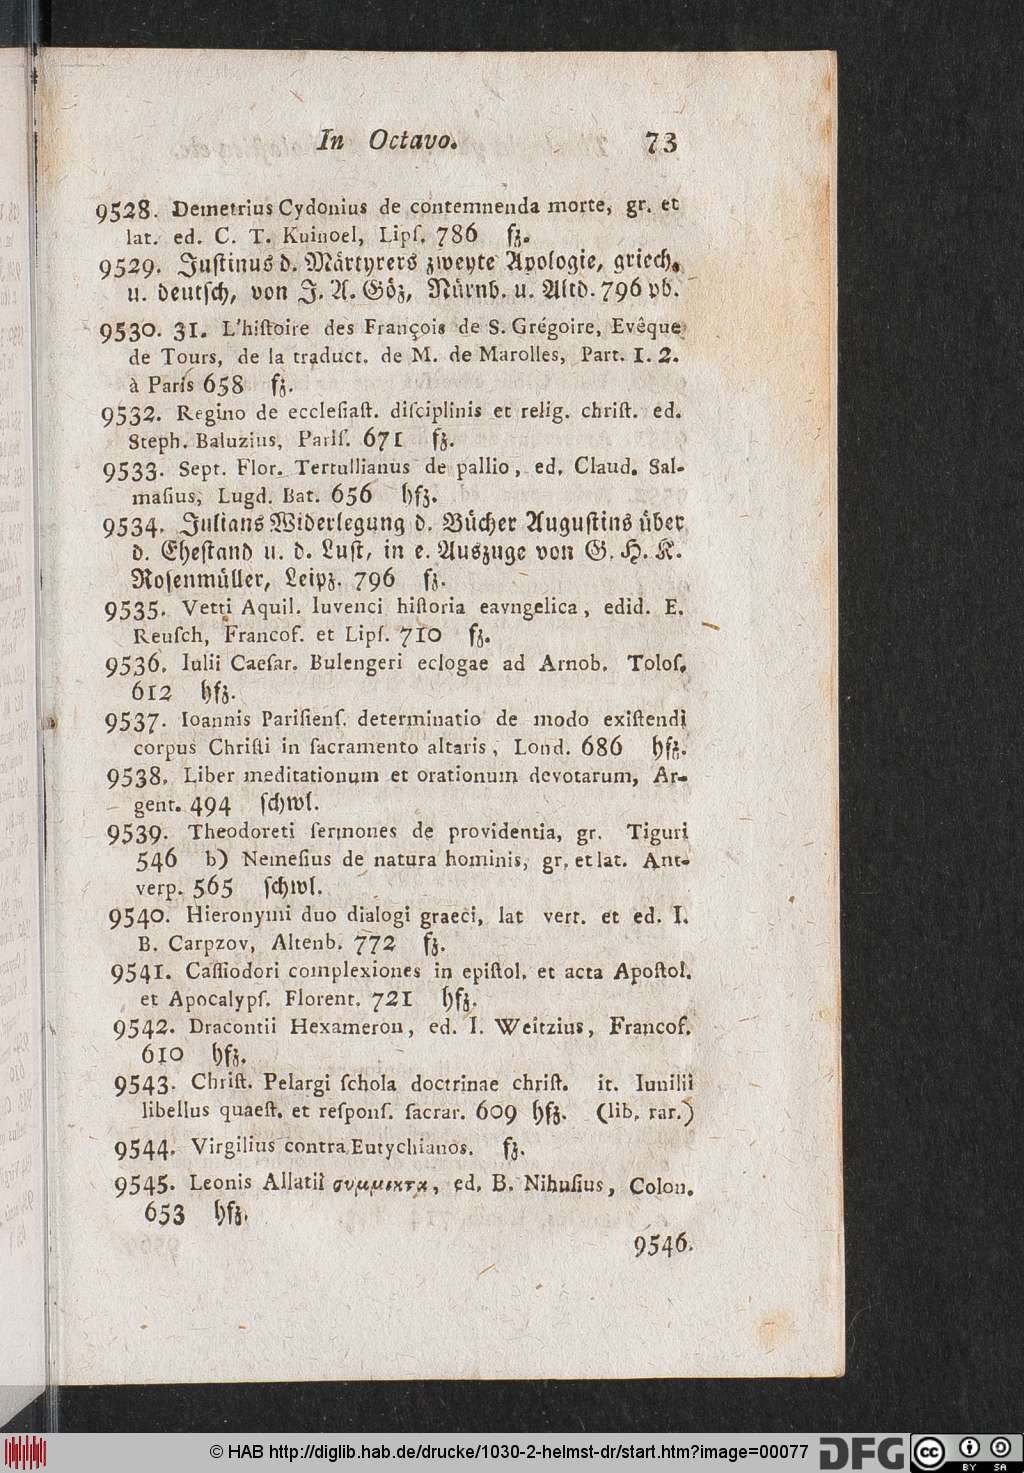 In Octavo. 73
9528. Demetrius Cydonius de contemnenda morte, gr. et
lat. ed. C. T. Kuinoel, Lipſ. 786 fz.
9529. Juſtinus d. Märtyrers zweyte Apologie, griech.
u. deutſch, von J. A. Göz, Nürnb. u. Altd. 796 pb.
9530. 31. L'hiſtoire des François de S. Grégoire, Evêque
de Tours, de la traduct. de M. de Marolles, Part. 1. 2.
à Paris 658 fz.
9532. Regino de eccleſiaſt. diſciplinis et relig. chriſt. ed.
Steph. Baluzius, Pariſ. 671 fz.
9533. Sept. Flor. Tertullianus de pallio, ed. Claud. Sal-
maſius, Lugd. Bat. 656 hfz.
9534. Julians Widerlegung d. Bücher Auguſtins über
d. Eheſtand u. d. Luſt, in e. Auszuge von G. H. K.
Roſenmüller, Leipz. 796 fz.
9535. Vetti Aquil. Iuvenci hiſtoria eavngelica, edid. E.
Reuſch, Francof. et Lipſ. 710 fz.
9536. Iulii Caeſar. Bulengeri eclogae ad Arnob. Toloſ.
612 hfz.
9537. Ioannis Pariſienſ. determinatio de modo exiſtendi
corpus Chriſti in ſacramento altaris, Lond. 686 hfz.
9538. Liber meditationum et orationum devotarum, Ar-
gent. 494 ſchwl.
9539. Theodoreti ſermones de providentia, gr. Tiguri
546 b) Nemeſius de natura hominis, gr. et lat. Ant-
verp. 565 ſchwl.
9540. Hieronymi duo dialogi graeci, lat vert. et ed. I.
B. Carpzov, Altenb. 772 fz.
9541. Caſſiodori complexiones in epiſtol. et acta Apoſtol.
et Apocalypſ. Florent. 721 hfz.
9542. Dracontii Hexameron, ed. I. Weitzius, Francof.
610 hfz.
9543. Chriſt. Pelargi ſchola doctrinae chriſt. it. Iunilii
libellus quaeſt. et reſponſ. ſacrar. 609 hfz. (lib. rar.)
9544. Virgilius contra Eutychianos. fz.
9545. Leonis Allatii συμμικτα, ed. B. Nihuſius, Colon.
653 hfz.
9546.
© HAB http://diglib.hab.de/drucke/1030-2-helmst-dr/start.htm?image=00077 DFG cc BY SA